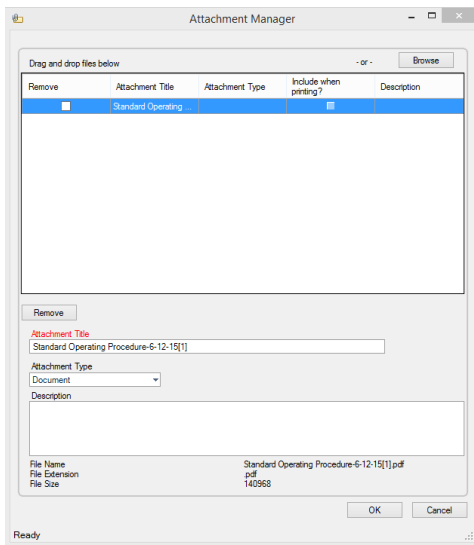 Attachment Manager
Drag and drop files below - or - Browse
Remove Attachment Title Attachment Type Include when printing? Description
Standard Operating ...
Remove
Attachment Title
Standard Operating Procedure-6-12-15[1]
Attachment Type
Document
Description
File Name Standard Operating Procedure-6-12-15[1].pdf
File Extension .pdf
File Size 140968
OK Cancel
Ready